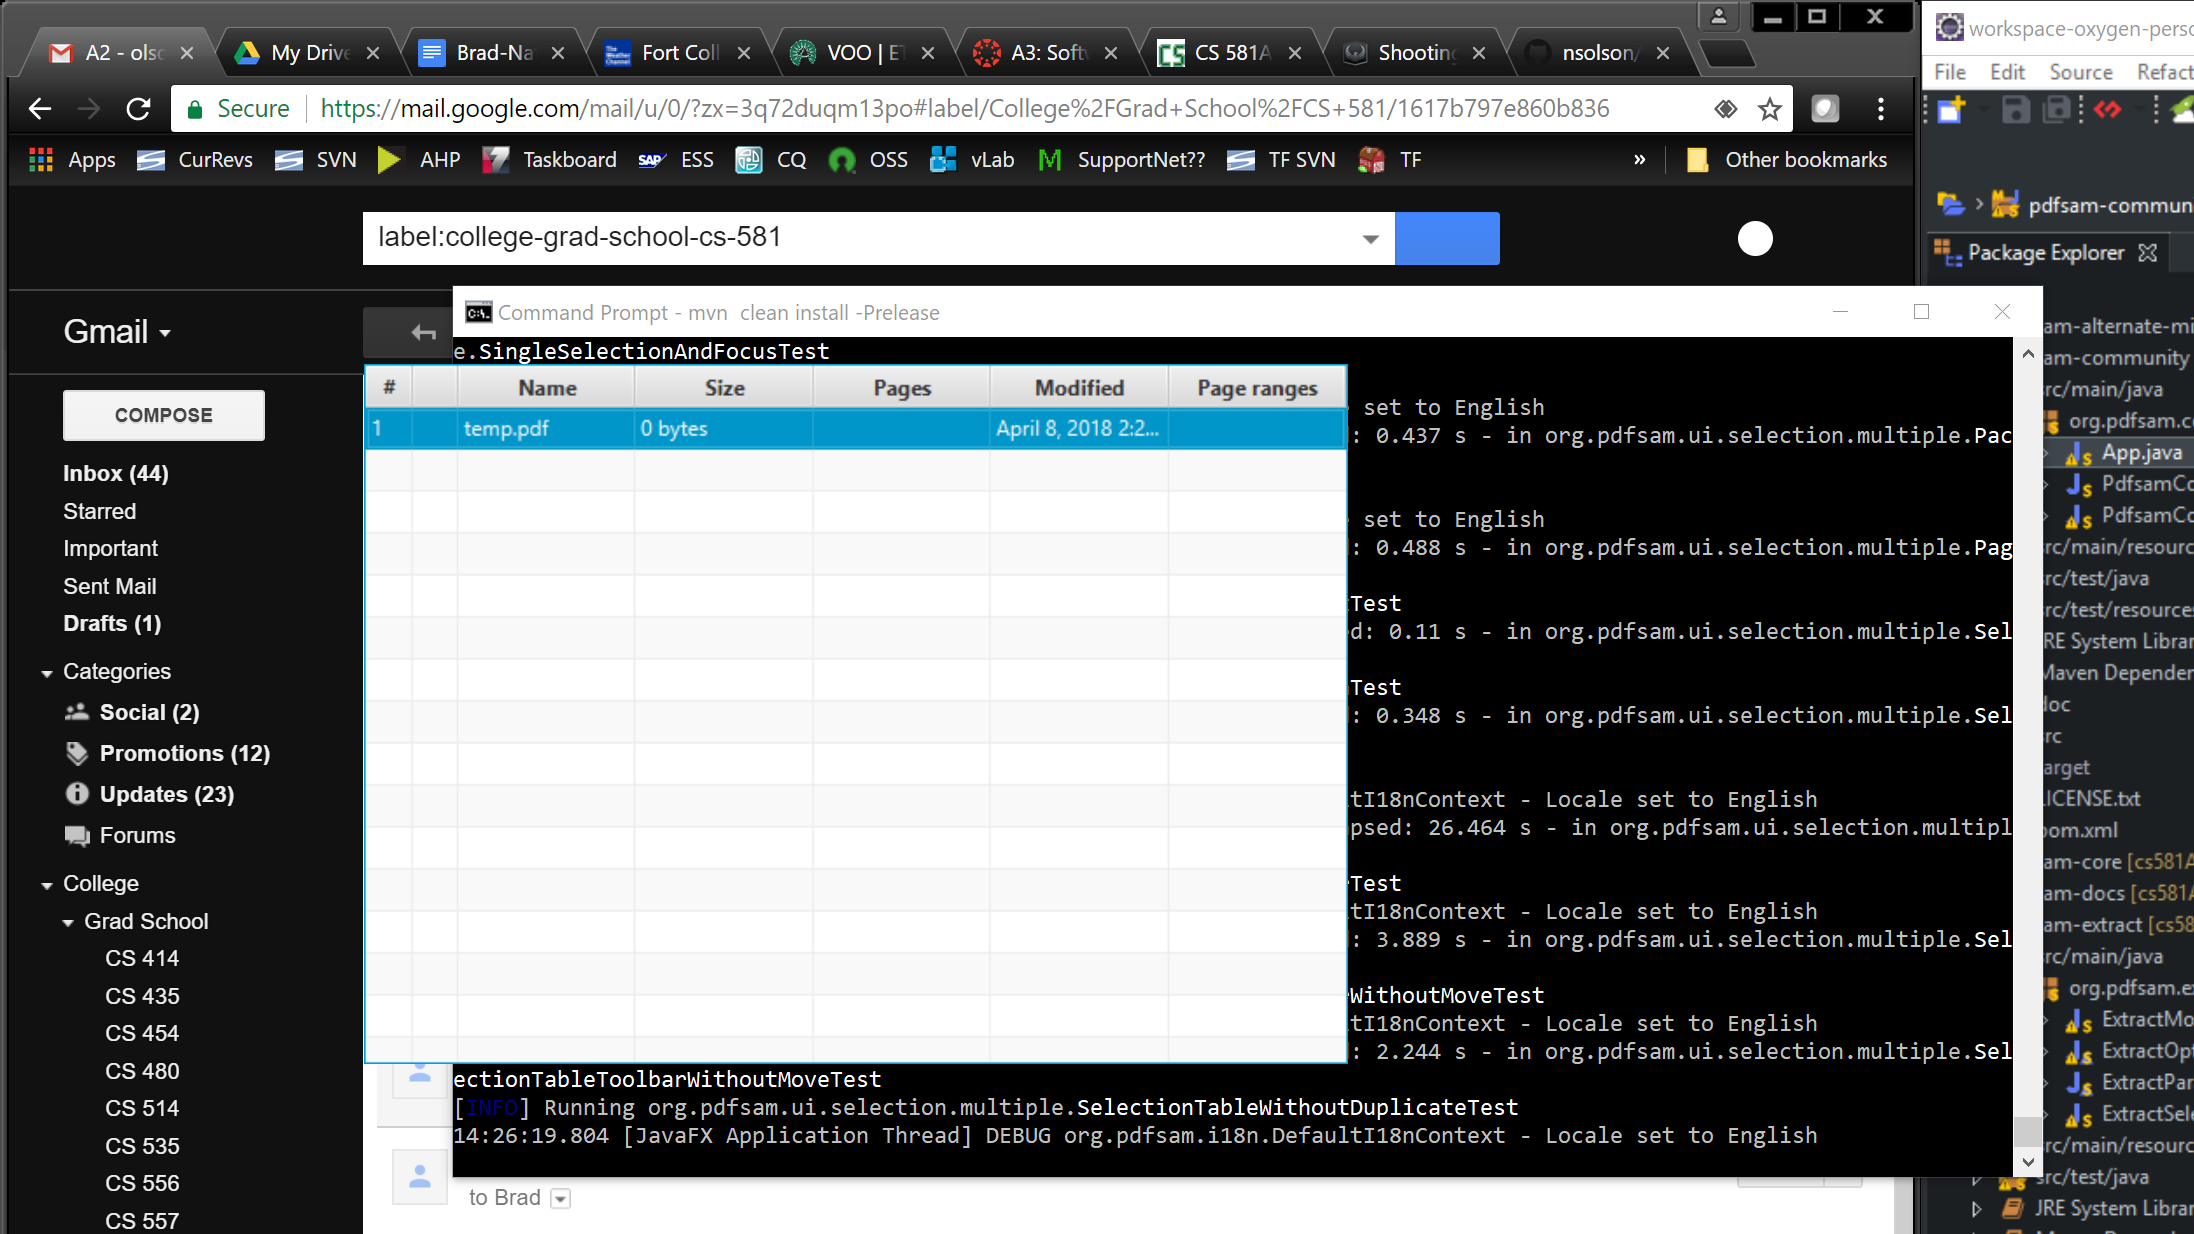 A2 - olsc
My Drive
Brad-Na
Fort Coll
VOO | ET
A3: Softw
CS 581A
Shooting
nsolson/
Secure
https://mail.google.com/mail/u/0/?zx=3q72duqm13po#label/College%2FGrad+School%2FCS+581/1617b797e860b836
Apps
CurRevs
SVN
AHP
Taskboard
ESS
CQ
OSS
vLab
SupportNet??
TF SVN
TF
»
Other bookmarks
label:college-grad-school-cs-581
Gmail
COMPOSE
Inbox (44)
Starred
Important
Sent Mail
Drafts (1)
Categories
Social (2)
Promotions (12)
Updates (23)
Forums
College
Grad School
CS 414
CS 435
CS 454
CS 480
CS 514
CS 535
CS 556
CS 557
Command Prompt - mvn  clean install -Prelease
e.SingleSelectionAndFocusTest
# Name Size Pages Modified Page ranges
1 temp.pdf 0 bytes April 8, 2018 2:2...
set to English
: 0.437 s - in org.pdfsam.ui.selection.multiple.Pac
set to English
: 0.488 s - in org.pdfsam.ui.selection.multiple.Pag
Test
d: 0.11 s - in org.pdfsam.ui.selection.multiple.Sel
Test
: 0.348 s - in org.pdfsam.ui.selection.multiple.Sel
tI18nContext - Locale set to English
psed: 26.464 s - in org.pdfsam.ui.selection.multipl
Test
tI18nContext - Locale set to English
: 3.889 s - in org.pdfsam.ui.selection.multiple.Sel
WithoutMoveTest
tI18nContext - Locale set to English
: 2.244 s - in org.pdfsam.ui.selection.multiple.Sel
ectionTableToolbarWithoutMoveTest
[INFO] Running org.pdfsam.ui.selection.multiple.SelectionTableWithoutDuplicateTest
14:26:19.804 [JavaFX Application Thread] DEBUG org.pdfsam.i18n.DefaultI18nContext - Locale set to English
to Brad
workspace-oxygen-perso
File Edit Source Refact
pdfsam-commun
Package Explorer
am-alternate-mi
am-community
rc/main/java
org.pdfsam.co
App.java
PdfsamCo
PdfsamCo
rc/main/resourc
rc/test/java
rc/test/resources
RE System Librar
Maven Depender
doc
rc
arget
LICENSE.txt
pom.xml
am-core [cs581A
am-docs [cs581A
am-extract [cs58
rc/main/java
org.pdfsam.ex
ExtractMo
ExtractOpt
ExtractPar
ExtractSele
rc/main/resourc
src/test/java
JRE System Librar